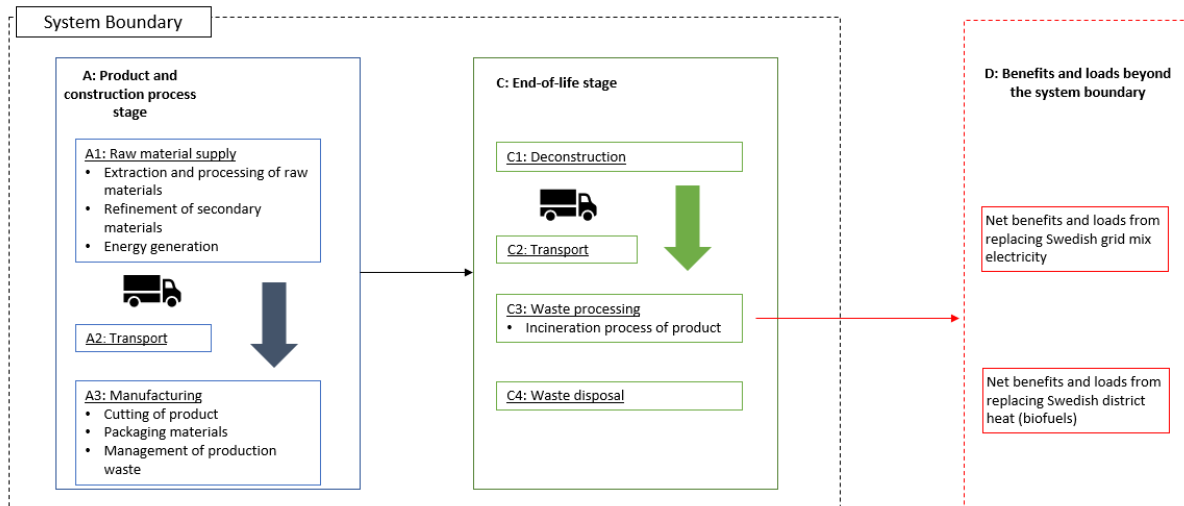 System Boundary
A: Product and
construction process
stage
A1: Raw material supply
• Extraction and processing of raw
materials
• Refinement of secondary
materials
• Energy generation
A2: Transport
A3: Manufacturing
• Cutting of product
• Packaging materials
• Management of production
waste
C: End-of-life stage
C1: Deconstruction
C2: Transport
C3: Waste processing
• Incineration process of product
C4: Waste disposal
D: Benefits and loads beyond
the system boundary
Net benefits and loads from
replacing Swedish grid mix
electricity
Net benefits and loads from
replacing Swedish district
heat (biofuels)